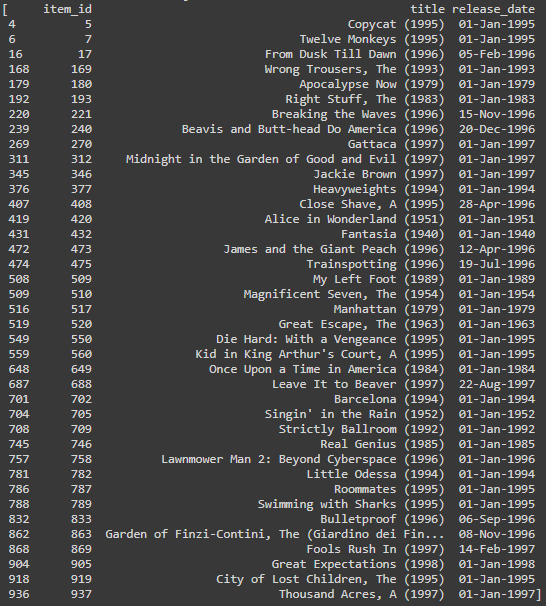 [ item_id title release_date
4 5 Copycat (1995) 01-Jan-1995
6 7 Twelve Monkeys (1995) 01-Jan-1995
16 17 From Dusk Till Dawn (1996) 05-Feb-1996
168 169 Wrong Trousers, The (1993) 01-Jan-1993
179 180 Apocalypse Now (1979) 01-Jan-1979
192 193 Right Stuff, The (1983) 01-Jan-1983
220 221 Breaking the Waves (1996) 15-Nov-1996
239 240 Beavis and Butt-head Do America (1996) 20-Dec-1996
269 270 Gattaca (1997) 01-Jan-1997
311 312 Midnight in the Garden of Good and Evil (1997) 01-Jan-1997
345 346 Jackie Brown (1997) 01-Jan-1997
376 377 Heavyweights (1994) 01-Jan-1994
407 408 Close Shave, A (1995) 28-Apr-1996
419 420 Alice in Wonderland (1951) 01-Jan-1951
431 432 Fantasia (1940) 01-Jan-1940
472 473 James and the Giant Peach (1996) 12-Apr-1996
474 475 Trainspotting (1996) 19-Jul-1996
508 509 My Left Foot (1989) 01-Jan-1989
509 510 Magnificent Seven, The (1954) 01-Jan-1954
516 517 Manhattan (1979) 01-Jan-1979
519 520 Great Escape, The (1963) 01-Jan-1963
549 550 Die Hard: With a Vengeance (1995) 01-Jan-1995
559 560 Kid in King Arthur's Court, A (1995) 01-Jan-1995
648 649 Once Upon a Time in America (1984) 01-Jan-1984
687 688 Leave It to Beaver (1997) 22-Aug-1997
701 702 Barcelona (1994) 01-Jan-1994
704 705 Singin' in the Rain (1952) 01-Jan-1952
708 709 Strictly Ballroom (1992) 01-Jan-1992
745 746 Real Genius (1985) 01-Jan-1985
757 758 Lawnmower Man 2: Beyond Cyberspace (1996) 01-Jan-1996
781 782 Little Odessa (1994) 01-Jan-1994
786 787 Roommates (1995) 01-Jan-1995
788 789 Swimming with Sharks (1995) 01-Jan-1995
832 833 Bulletproof (1996) 06-Sep-1996
862 863 Garden of Finzi-Contini, The (Giardino dei Fin... 08-Nov-1996
868 869 Fools Rush In (1997) 14-Feb-1997
904 905 Great Expectations (1998) 01-Jan-1998
918 919 City of Lost Children, The (1995) 01-Jan-1995
936 937 Thousand Acres, A (1997) 01-Jan-1997]